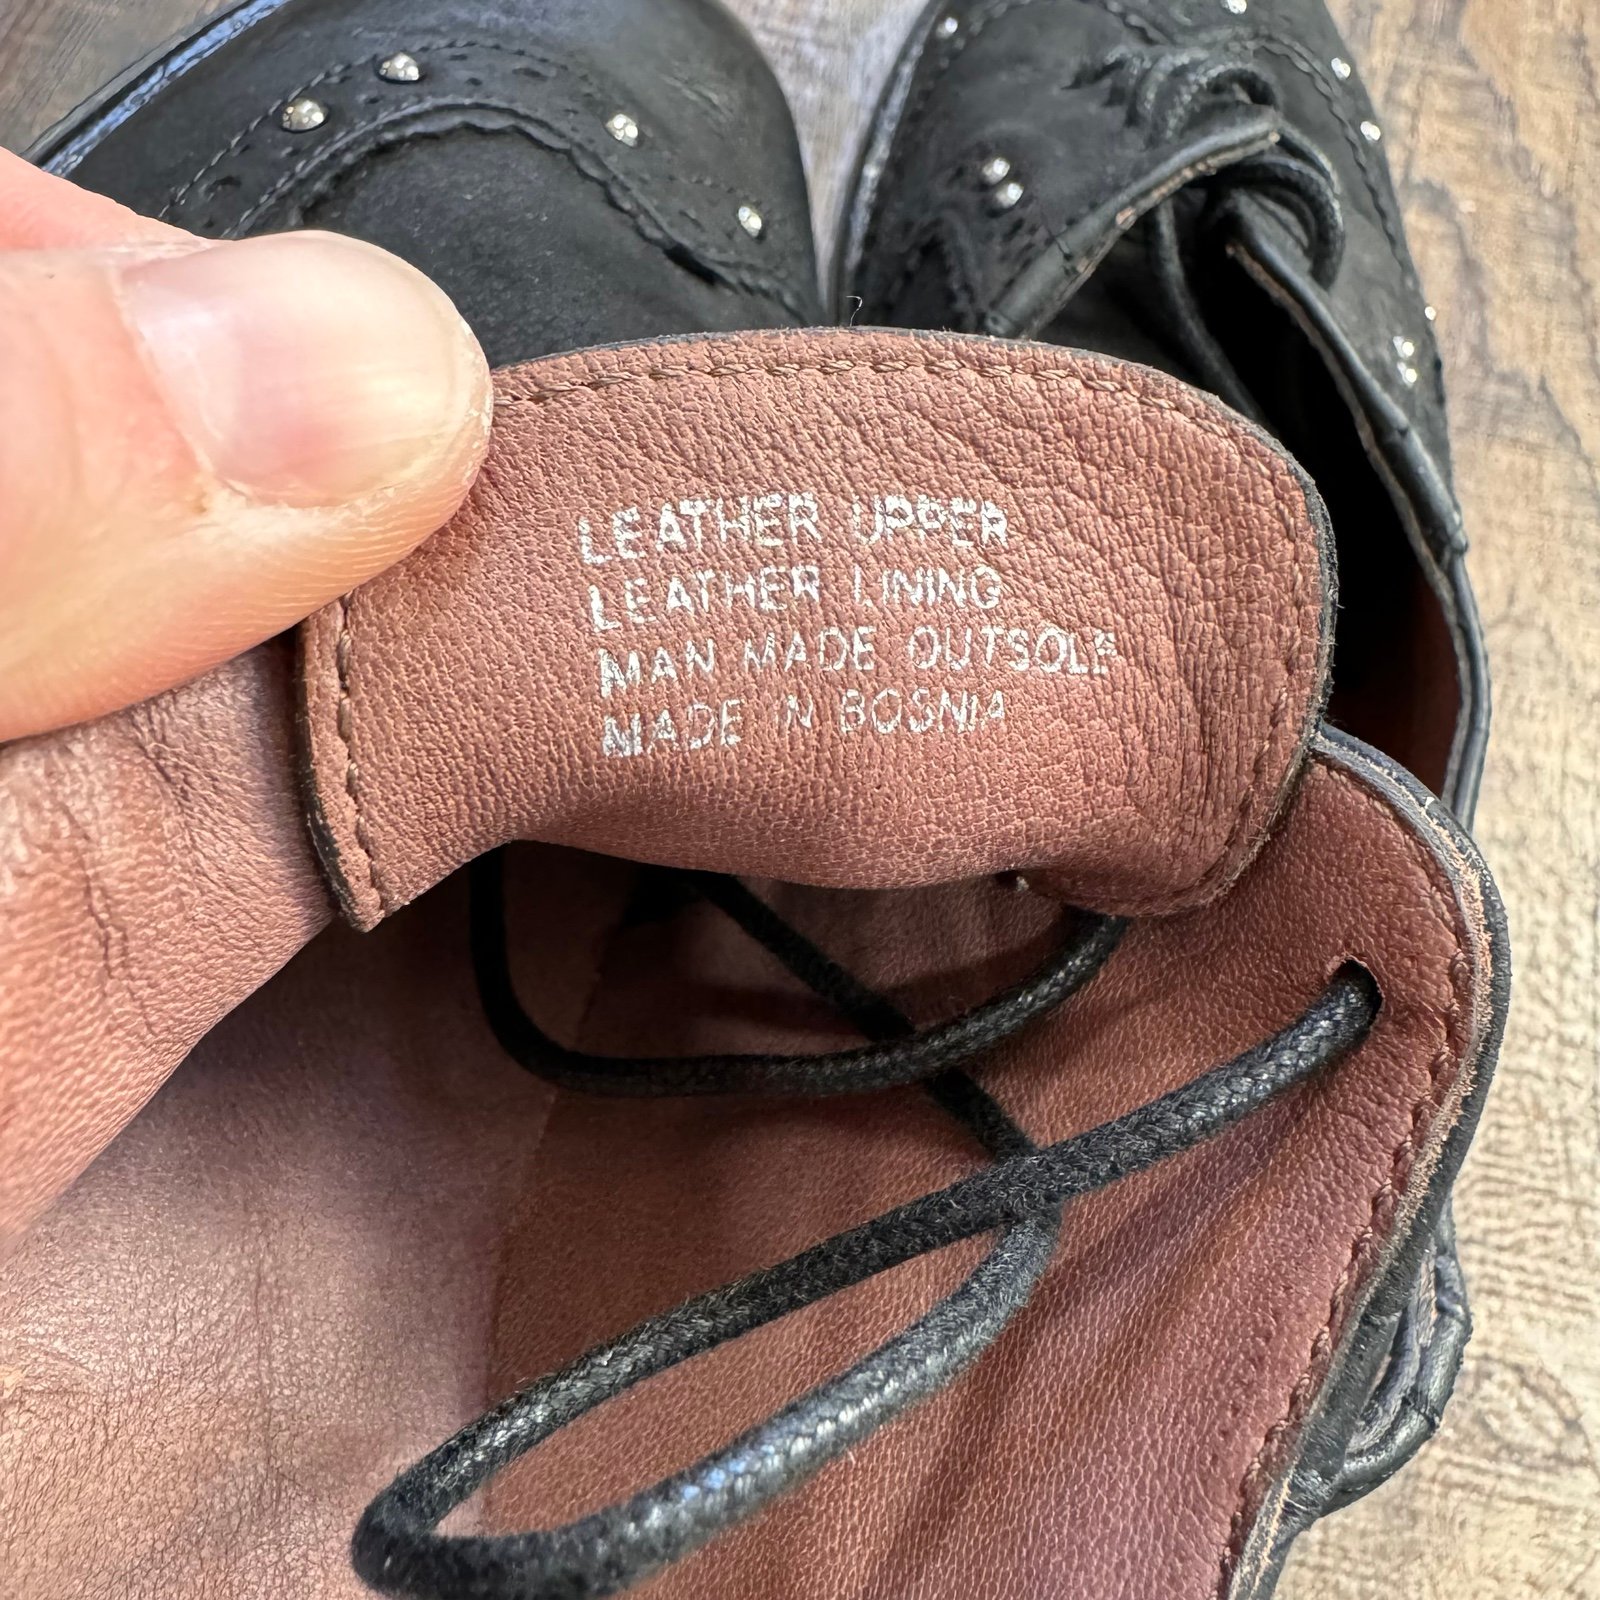 LEATHER UPPER
LEATHER LINING
MAN MADE OUTSOLE
MADE IN BOSNIA